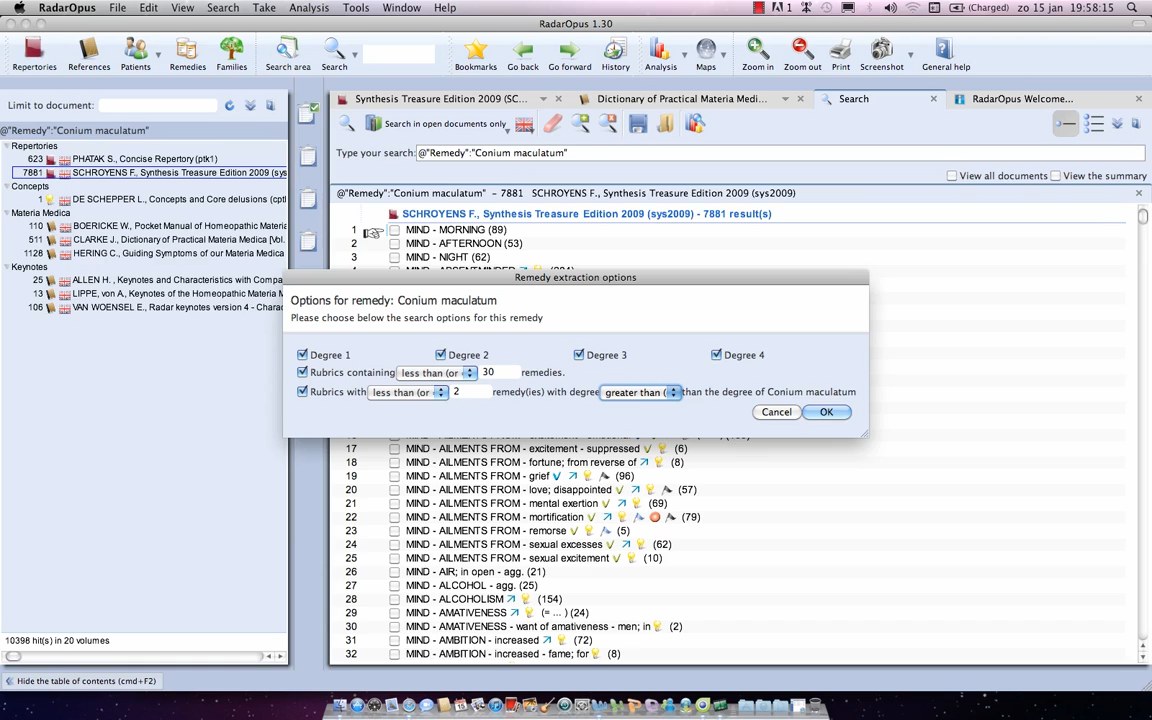 RadarOpus File Edit View Search Take Analysis Tools Window Help 1 (Charged) zo 15 jan 19:58:15
RadarOpus 1.30
Repertories References Patients Remedies Families Search area Search Bookmarks Go back Go forward History Analysis Maps Zoom in Zoom out Print Screenshot General help
Limit to document:
Synthesis Treasure Edition 2009 (SC... Dictionary of Practical Materia Medi... Search RadarOpus Welcome...
Search in open documents only
Type your search: @"Remedy":"Conium maculatum"
View all documents View the summary
@"Remedy":"Conium maculatum"
Repertories
623 PHATAK S., Concise Repertory (ptk1)
7881 SCHROYENS F., Synthesis Treasure Edition 2009 (sys
Concepts
1 DE SCHEPPER L., Concepts and Core delusions (cpt
Materia Medica
110 BOERICKE W., Pocket Manual of Homeopathic Materia
511 CLARKE J., Dictionary of Practical Materia Medica [Vol.
1128 HERING C., Guiding Symptoms of our Materia Medica
Keynotes
25 ALLEN H. , Keynotes and Characteristics with Compa
13 LIPPE, von A., Keynotes of the Homeopathic Materia M
106 VAN WOENSEL E., Radar keynotes version 4 - Charac
10398 hit(s) in 20 volumes
Hide the table of contents (cmd+F2)
@"Remedy":"Conium maculatum" - 7881 SCHROYENS F., Synthesis Treasure Edition 2009 (sys2009)
SCHROYENS F., Synthesis Treasure Edition 2009 (sys2009) - 7881 result(s)
1 MIND - MORNING (89)
2 MIND - AFTERNOON (53)
3 MIND - NIGHT (62)
Remedy extraction options
Options for remedy: Conium maculatum
Please choose below the search options for this remedy
Degree 1 Degree 2 Degree 3 Degree 4
Rubrics containing less than (or 30 remedies.
Rubrics with less than (or 2 remedy(ies) with degree greater than ( than the degree of Conium maculatum
Cancel OK
17 MIND - AILMENTS FROM - excitement - suppressed (6)
18 MIND - AILMENTS FROM - fortune; from reverse of (8)
19 MIND - AILMENTS FROM - grief (96)
20 MIND - AILMENTS FROM - love; disappointed (57)
21 MIND - AILMENTS FROM - mental exertion (69)
22 MIND - AILMENTS FROM - mortification (79)
23 MIND - AILMENTS FROM - remorse (5)
24 MIND - AILMENTS FROM - sexual excesses (62)
25 MIND - AILMENTS FROM - sexual excitement (10)
26 MIND - AIR; in open - agg. (21)
27 MIND - ALCOHOL - agg. (25)
28 MIND - ALCOHOLISM (154)
29 MIND - AMATIVENESS (= ... ) (24)
30 MIND - AMATIVENESS - want of amativeness - men; in (2)
31 MIND - AMBITION - increased (72)
32 MIND - AMBITION - increased - fame; for (8)